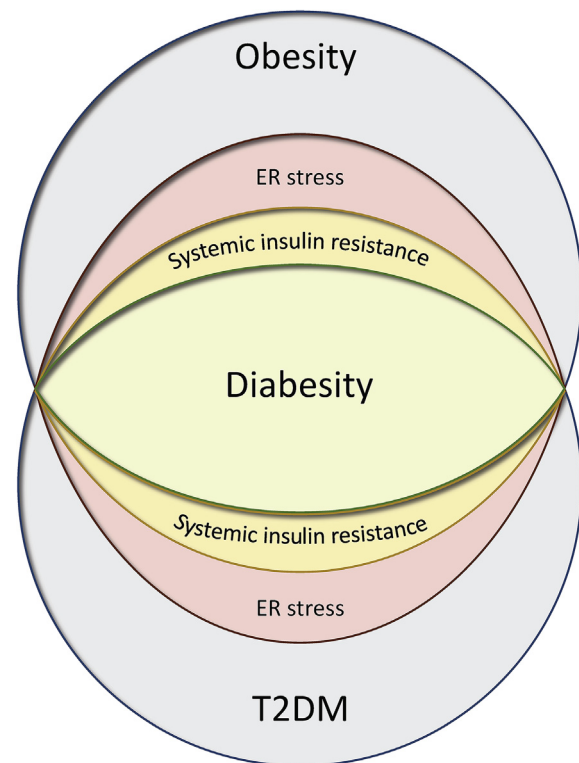 Obesity
ER stress
Systemic insulin resistance
Diabesity
Systemic insulin resistance
ER stress
T2DM